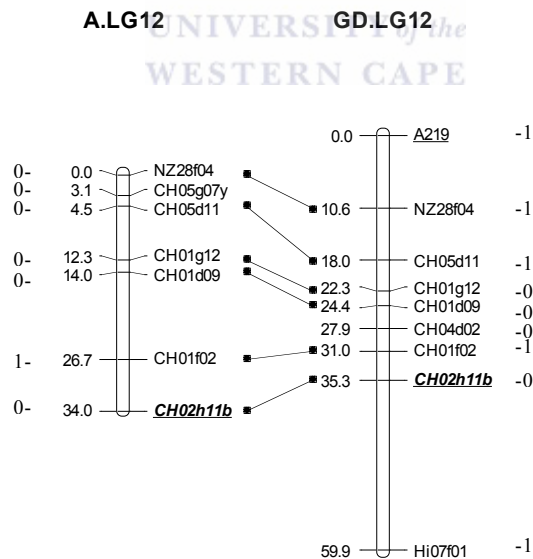 A.LG12 GD.LG12
UNIVERSITY of the
WESTERN CAPE
0.0 A219 -1
0- 0.0 NZ28f04
0- 3.1 CH05g07y
0- 4.5 CH05d11
10.6 NZ28f04 -1
0- 12.3 CH01g12
0- 14.0 CH01d09
18.0 CH05d11 -1
22.3 CH01g12 -0
24.4 CH01d09 -0
27.9 CH04d02 -0
1- 26.7 CH01f02
31.0 CH01f02 -1
35.3 CH02h11b -0
0- 34.0 CH02h11b
59.9 Hi07f01 -1